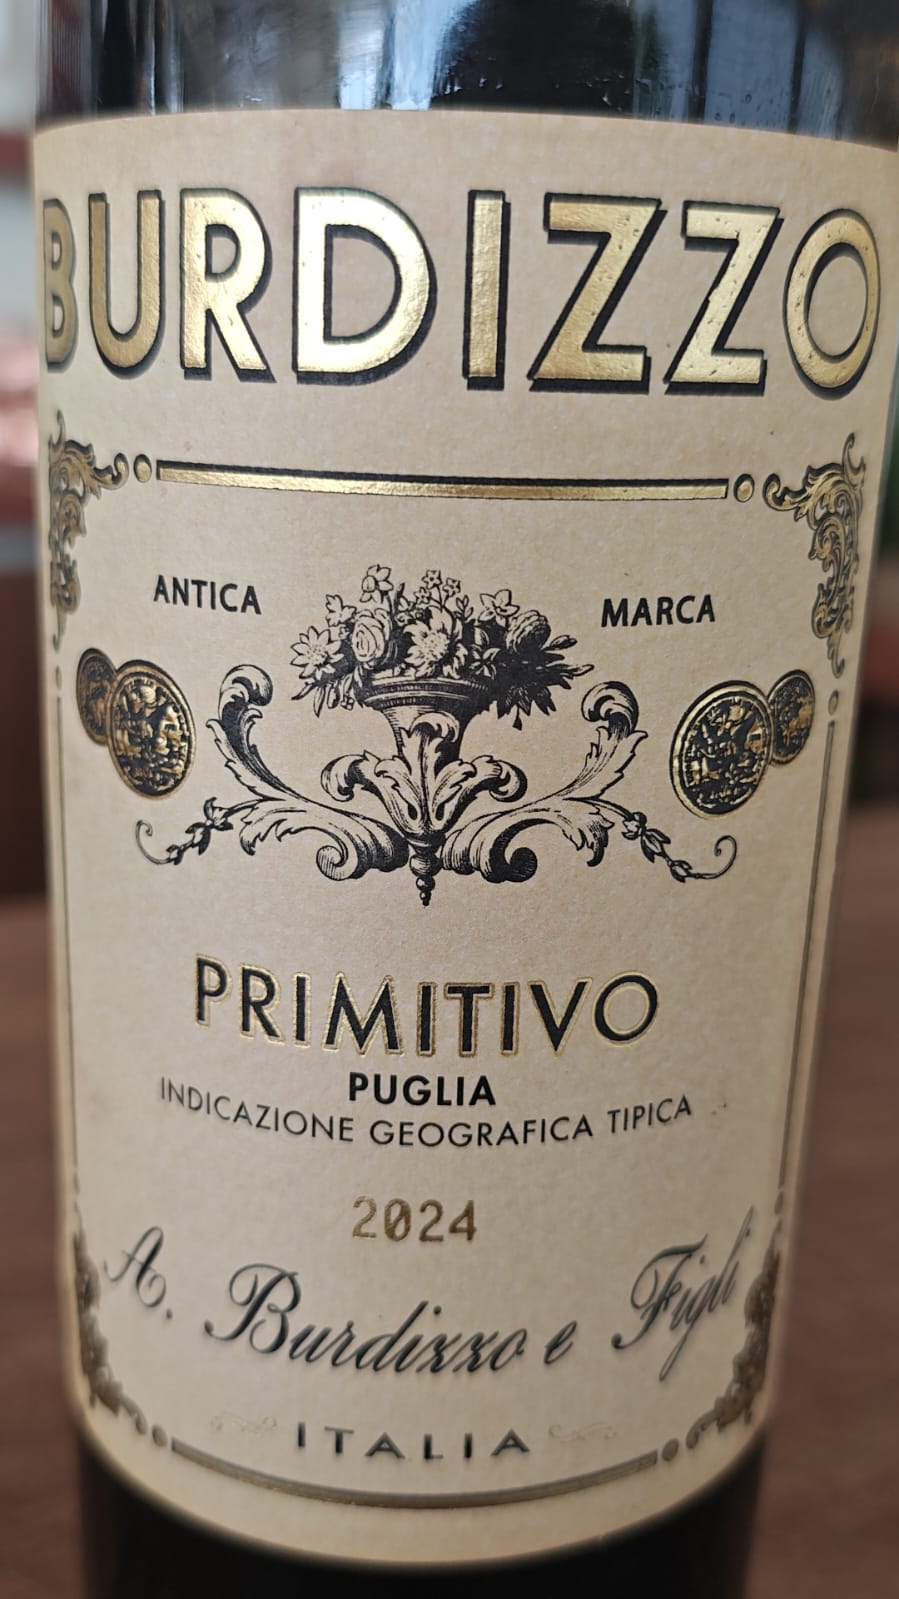 BURDIZZO
ANTICA MARCA
PRIMITIVO
PUGLIA
INDICAZIONE GEOGRAFICA TIPICA
2024
A. Burdizzo e Figli
ITALIA